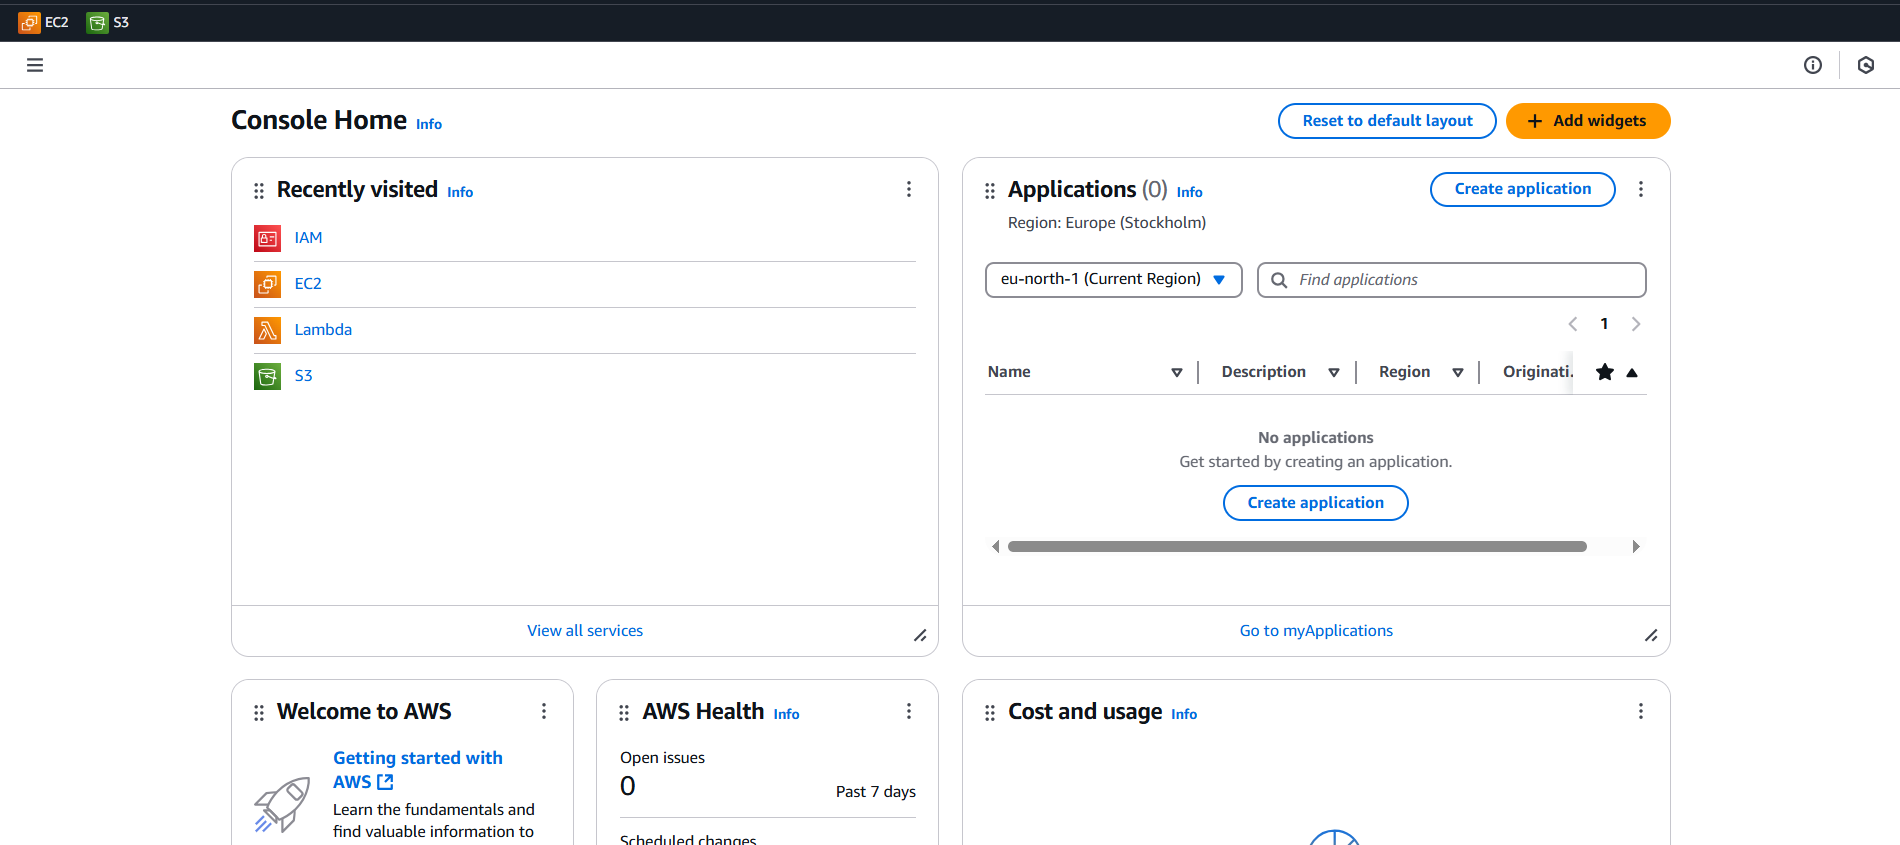 EC2 S3
Console Home Info
Reset to default layout
Add widgets
Recently visited Info
IAM
EC2
Lambda
S3
View all services
Applications (0) Info
Create application
Region: Europe (Stockholm)
eu-north-1 (Current Region)
Find applications
1
Name Description Region Originati.
No applications
Get started by creating an application.
Create application
Go to myApplications
Welcome to AWS
Getting started with
AWS
Learn the fundamentals and
find valuable information to
AWS Health Info
Open issues
0
Past 7 days
Scheduled changes
Cost and usage Info